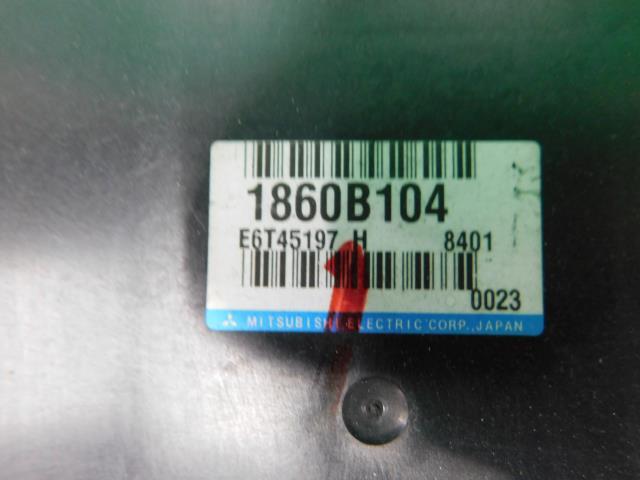 1860B104
E6T45197 H 8401
0023
MITSUBISHI ELECTRIC CORP., JAPAN